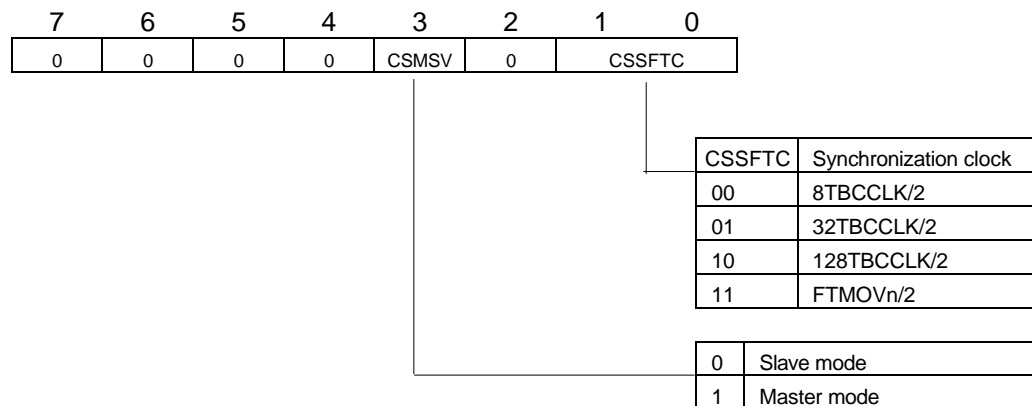 7 6 5 4 3 2 1 0
0 0 0 0 CSMSV 0 CSSFTC
CSSFTC Synchronization clock
00 8TBCCLK/2
01 32TBCCLK/2
10 128TBCCLK/2
11 FTMOVn/2
0 Slave mode
1 Master mode